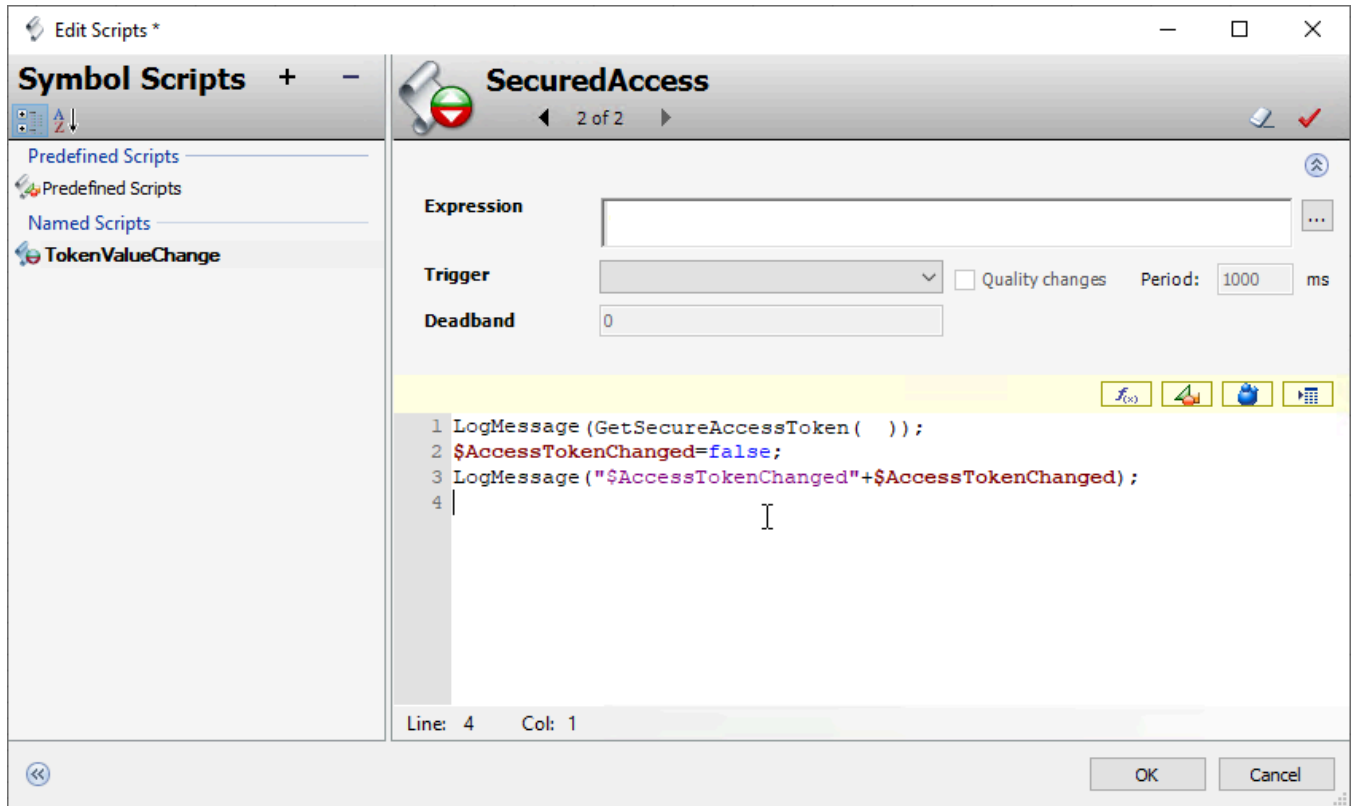 Edit Scripts *
Symbol Scripts + −
Predefined Scripts
Predefined Scripts
Named Scripts
TokenValueChange
SecuredAccess
2 of 2
Expression
...
Trigger
Quality changes Period: 1000 ms
Deadband 0
f(x)
1 LogMessage(GetSecureAccessToken( ));
2 $AccessTokenChanged=false;
3 LogMessage("$AccessTokenChanged"+$AccessTokenChanged);
4
Line: 4 Col: 1
OK Cancel